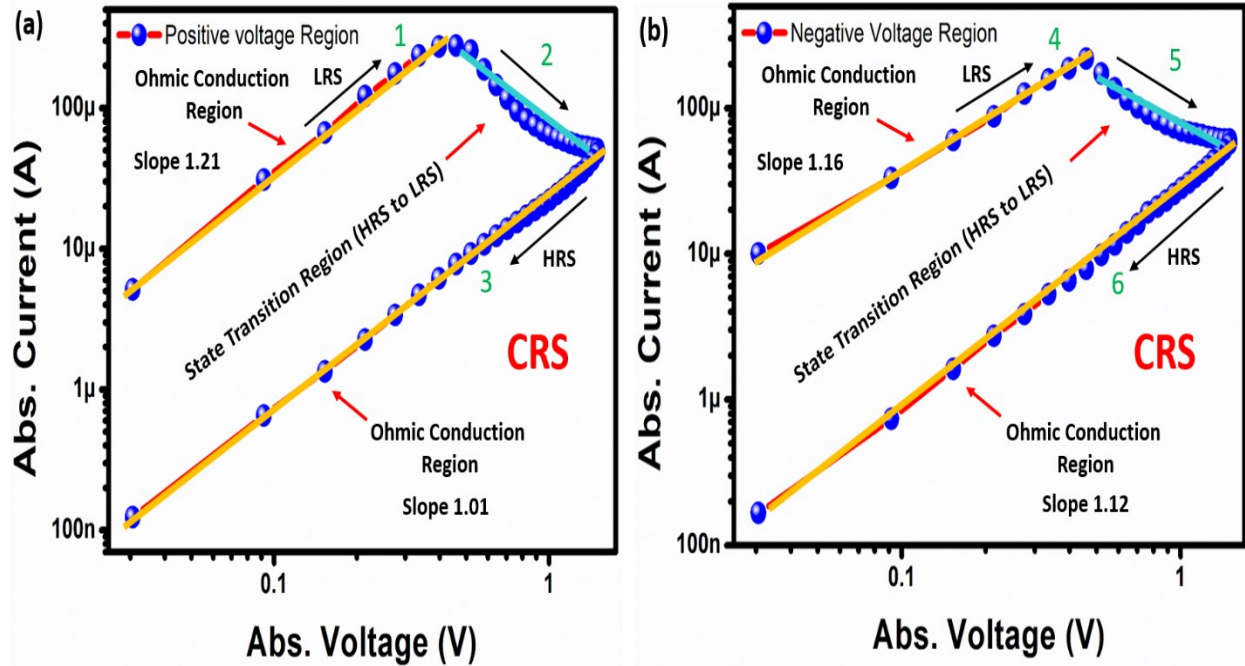 (a)
Positive voltage Region
1
2
LRS
Ohmic Conduction
Region
Slope 1.21
State Transition Region (HRS to LRS)
3
HRS
CRS
Ohmic Conduction
Region
Slope 1.01
100μ
10μ
1μ
100n
0.1
1
Abs. Current (A)
Abs. Voltage (V)
(b)
Negative Voltage Region
4
5
LRS
Ohmic Conduction
Region
Slope 1.16
State Transition Region (HRS to LRS)
HRS
6
CRS
Ohmic Conduction
Region
Slope 1.12
100μ
10μ
1μ
100n
0.1
1
Abs. Current (A)
Abs. Voltage (V)